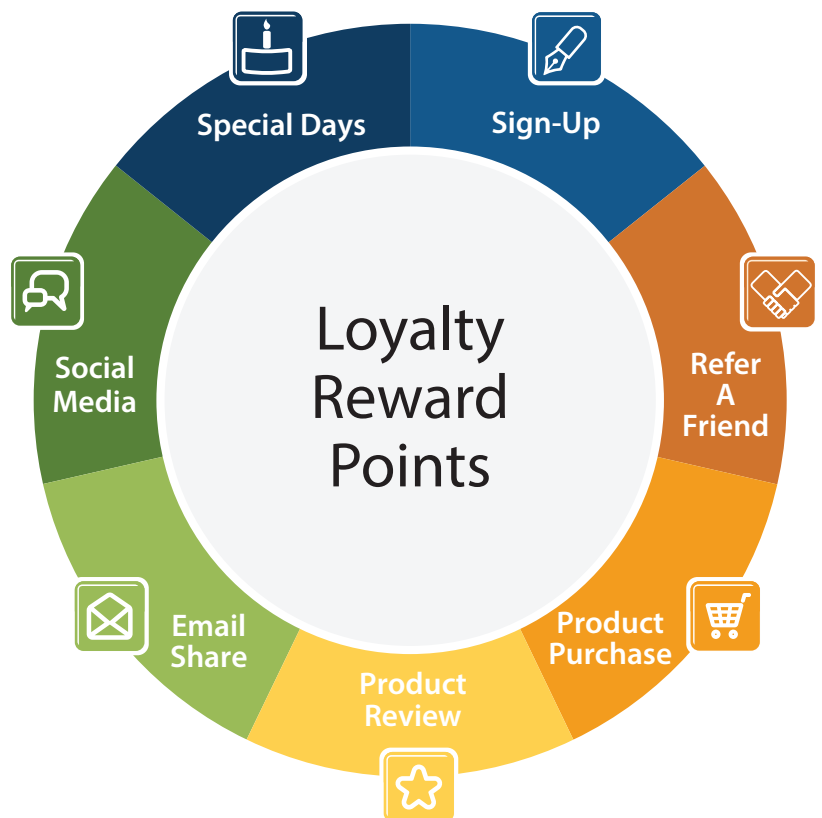 Loyalty
Reward
Points
Sign-Up
Refer
A
Friend
Product
Purchase
Product
Review
Email
Share
Social
Media
Special Days